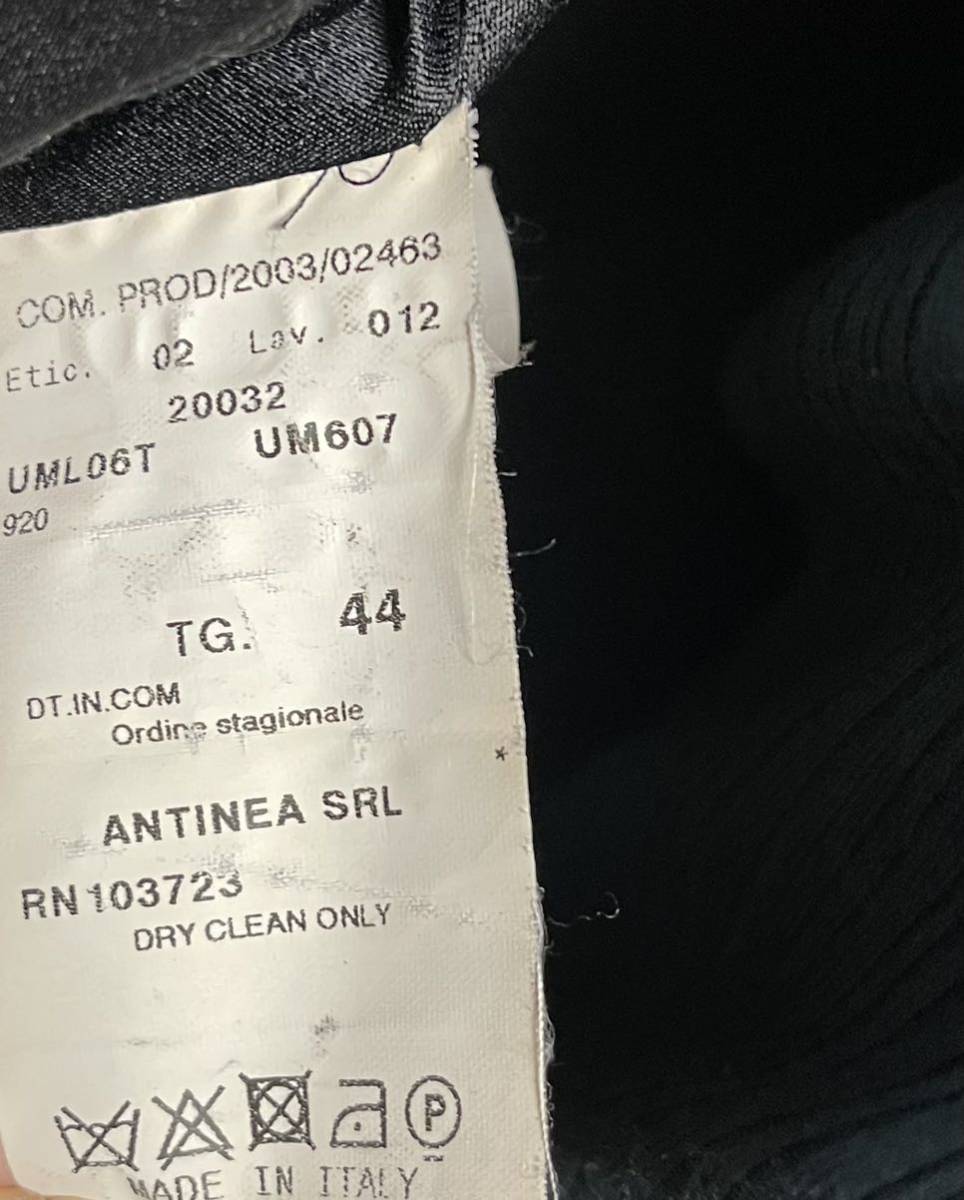 COM. PROD/2003/02463
Etic. 02 Lav. 012
20032
UML06T UM607
920
TG. 44
DT.IN.COM
Ordine stagionale
*
ANTINEA SRL
RN 103723
DRY CLEAN ONLY
P
MADE IN ITALY